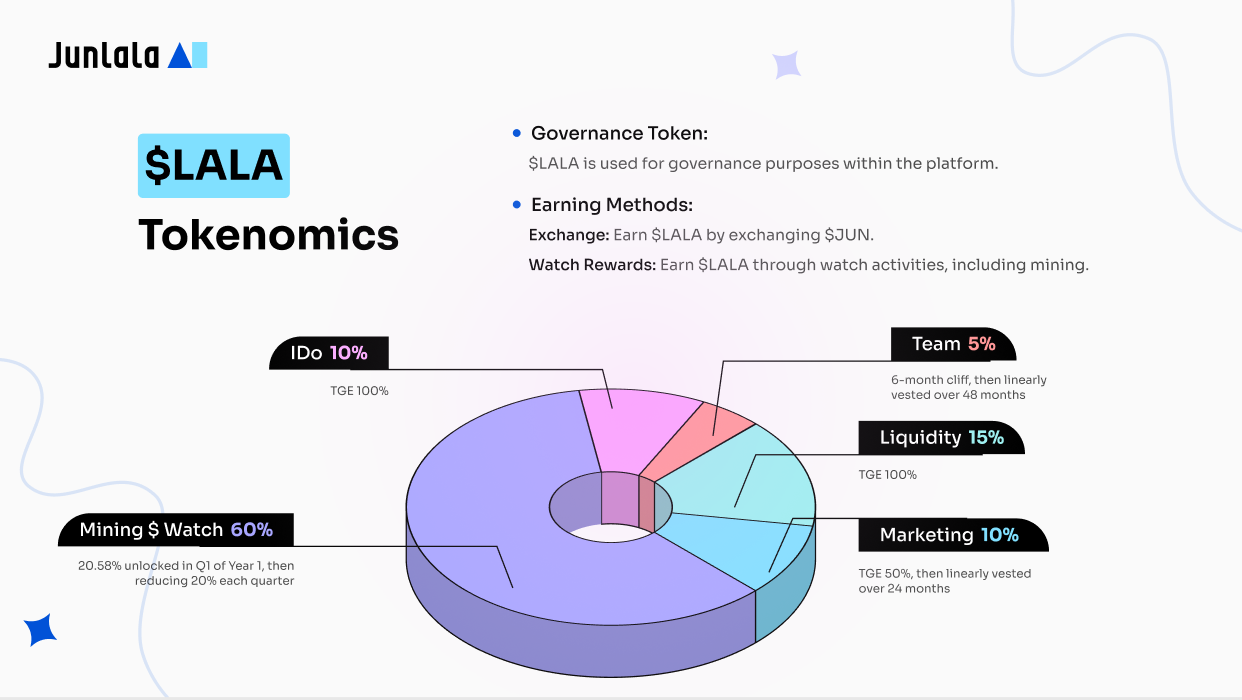 Junlala AI
$LALA
Tokenomics
Governance Token:
$LALA is used for governance purposes within the platform.
Earning Methods:
Exchange: Earn $LALA by exchanging $JUN.
Watch Rewards: Earn $LALA through watch activities, including mining.
IDo 10%
TGE 100%
Team 5%
6-month cliff, then linearly
vested over 48 months
Liquidity 15%
TGE 100%
Mining $ Watch 60%
20.58% unlocked in Q1 of Year 1, then
reducing 20% each quarter
Marketing 10%
TGE 50%, then linearly vested
over 24 months